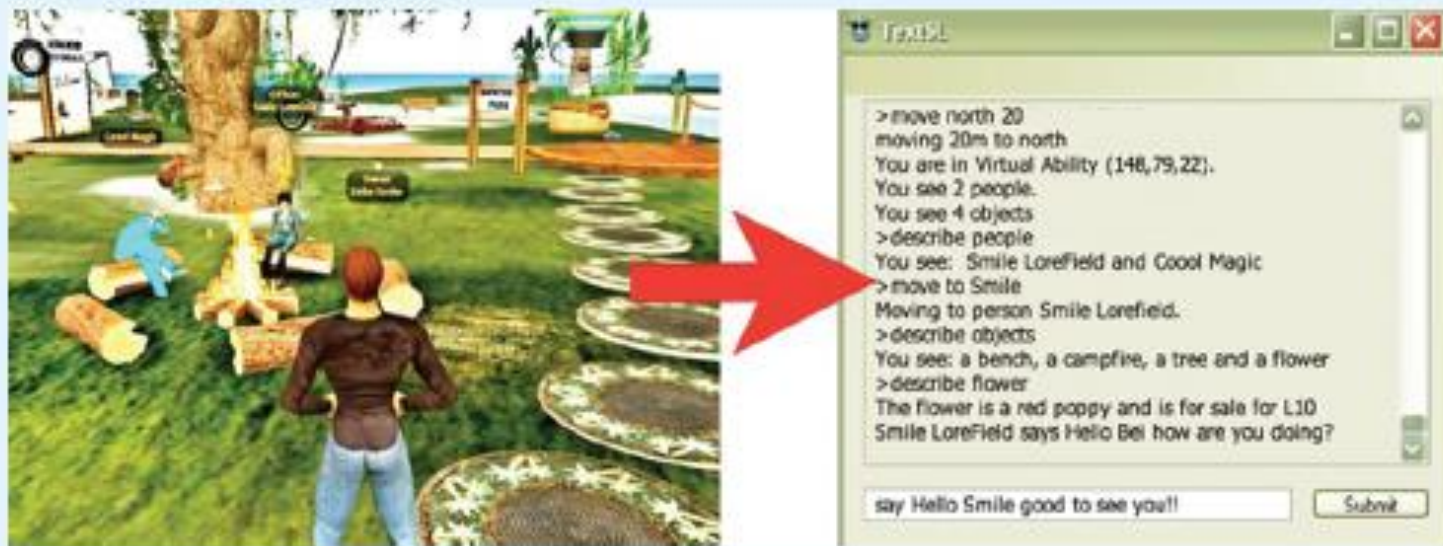 Coool Magic
TextSL
>move north 20
moving 20m to north
You are in Virtual Ability (148,79,22).
You see 2 people.
You see 4 objects
>describe people
You see: Smile LoreField and Coool Magic
>move to Smile
Moving to person Smile Lorefield.
>describe objects
You see: a bench, a campfire, a tree and a flower
>describe flower
The flower is a red poppy and is for sale for L10
Smile LoreField says Hello Bei how are you doing?
say Hello Smile good to see you!!
Submit